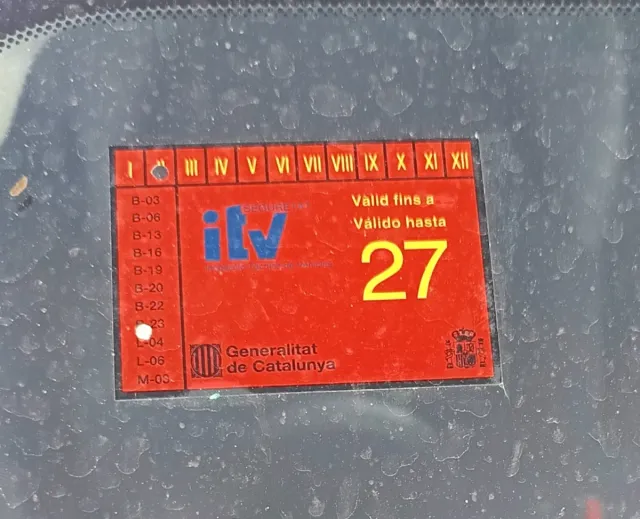 I II III IV V VI VII VIII IX X XI XII
B-03
B-06
B-13
B-16
B-19
B-20
B-22
B-23
L-04
L-06
M-03
itv
Vàlid fins a
Válido hasta
27
Generalitat
de Catalunya